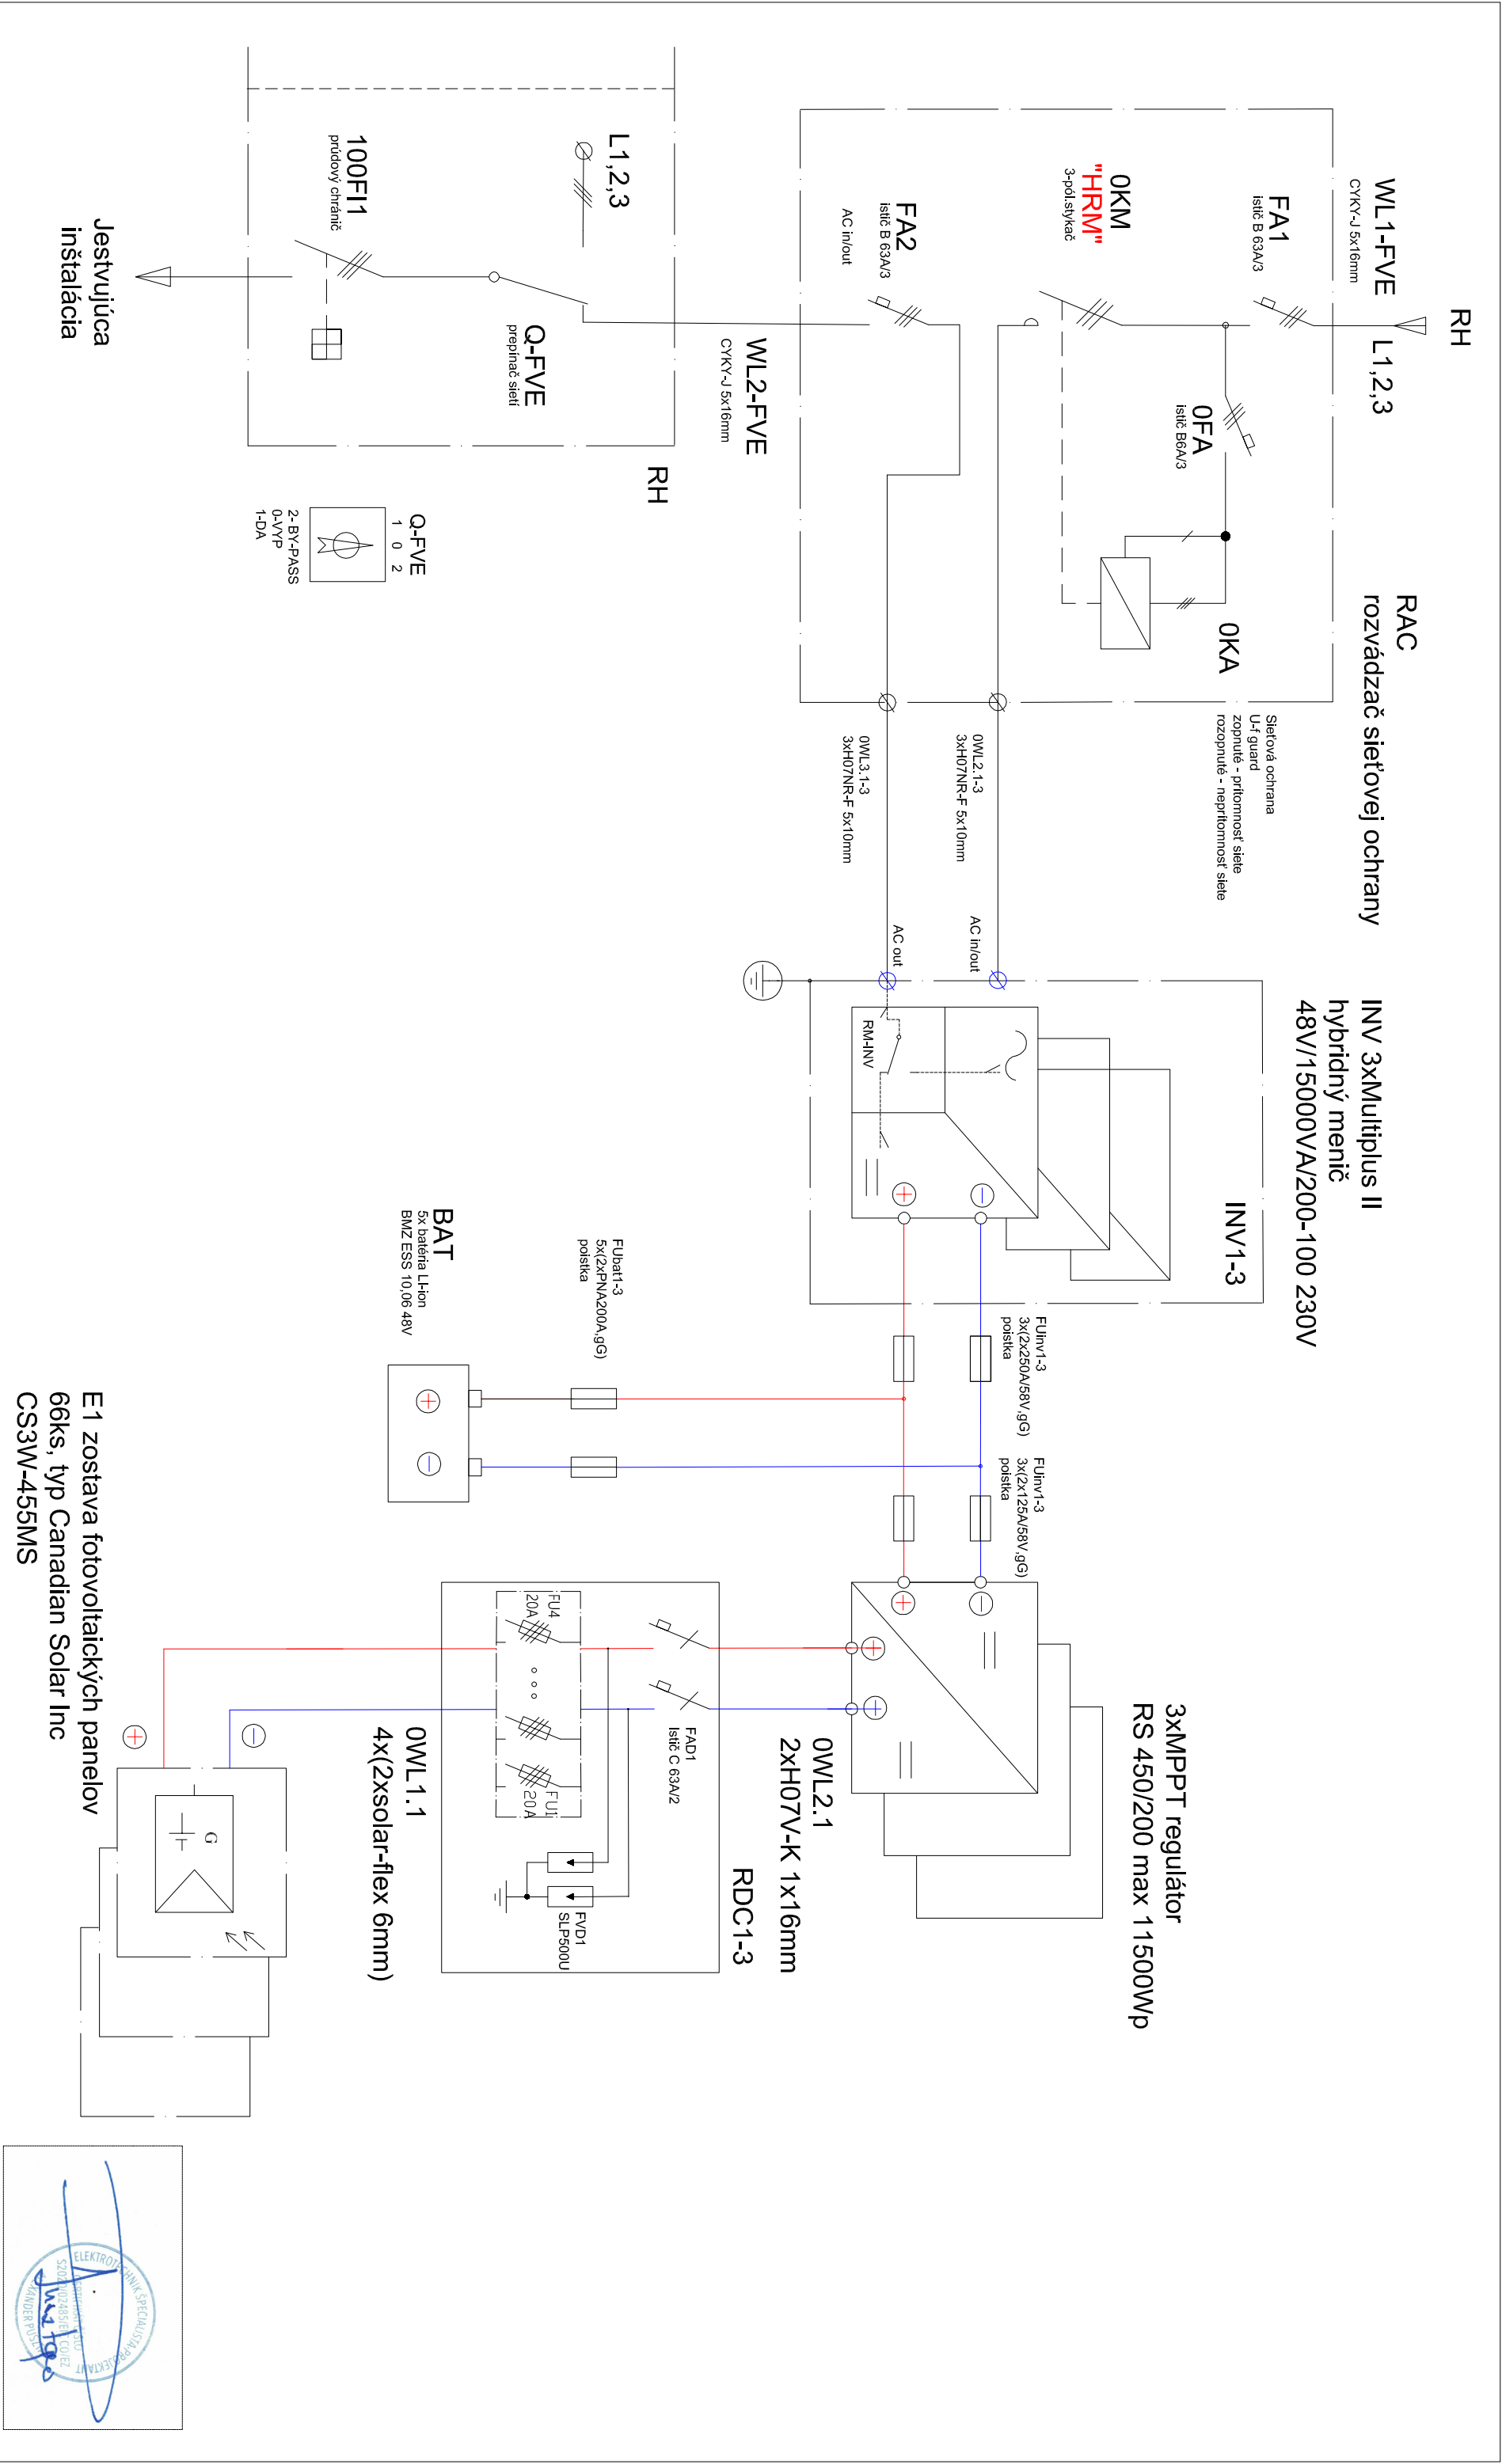 RH
L1,2,3
WL1-FVE
CYKY-J 5x16mm
FA1
istič B 63A/3
0FA
istič B6A/3
0KM
"HRM"
3-pól.stykač
0KA
FA2
istič B 63A/3
AC in/out
RAC
rozvádzač sieťovej ochrany
Sieťová ochrana
U-f guard
zopnuté - prítomnosť siete
rozopnuté - neprítomnosť siete
0WL2.1-3
3xH07NR-F 5x10mm
0WL3.1-3
3xH07NR-F 5x10mm
AC in/out
AC out
INV 3xMultiplus II
hybridný menič
48V/15000VA/200-100 230V
INV1-3
RM-INV
FUinv1-3
3x(2x250A/58V,gG)
poistka
FUinv1-3
3x(2x125A/58V,gG)
poistka
3xMPPT regulátor
RS 450/200 max 11500Wp
WL2-FVE
CYKY-J 5x16mm
RH
L1,2,3
Q-FVE
prepínač sietí
100FI1
prúdový chránič
Jestvujúca
inštalácia
Q-FVE
1 0 2
2- BY-PASS
0-VYP
1-DA
FUbat1-3
5x(2xPNA200A,gG)
poistka
BAT
5x batéria LI-ion
BMZ ESS 10,06 48V
0WL2.1
2xH07V-K 1x16mm
RDC1-3
FAD1
Istič C 63A/2
FU4
20A
FU1
20A
FVD1
SLP500U
0WL1.1
4x(2xsolar-flex 6mm)
G
E1 zostava fotovoltaických panelov
66ks, typ Canadian Solar Inc
CS3W-455MS
ELEKTROTECHNIK ŠPECIALISTA-PROJEKTANT